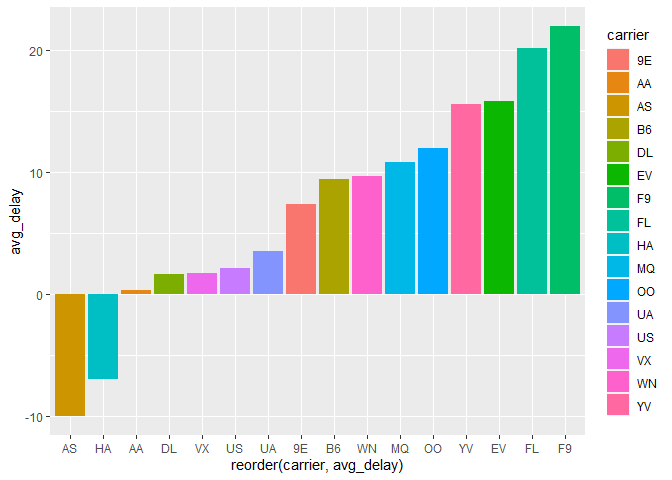 carrier
9E
AA
AS
B6
DL
EV
F9
FL
HA
MQ
OO
UA
US
VX
WN
YV
avg_delay
20
10
0
-10
AS HA AA DL VX US UA 9E B6 WN MQ OO YV EV FL F9
reorder(carrier, avg_delay)